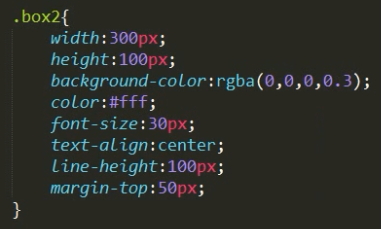 .box2{
    width:300px;
    height:100px;
    background-color:rgba(0,0,0,0.3);
    color:#fff;
    font-size:30px;
    text-align:center;
    line-height:100px;
    margin-top:50px;
}